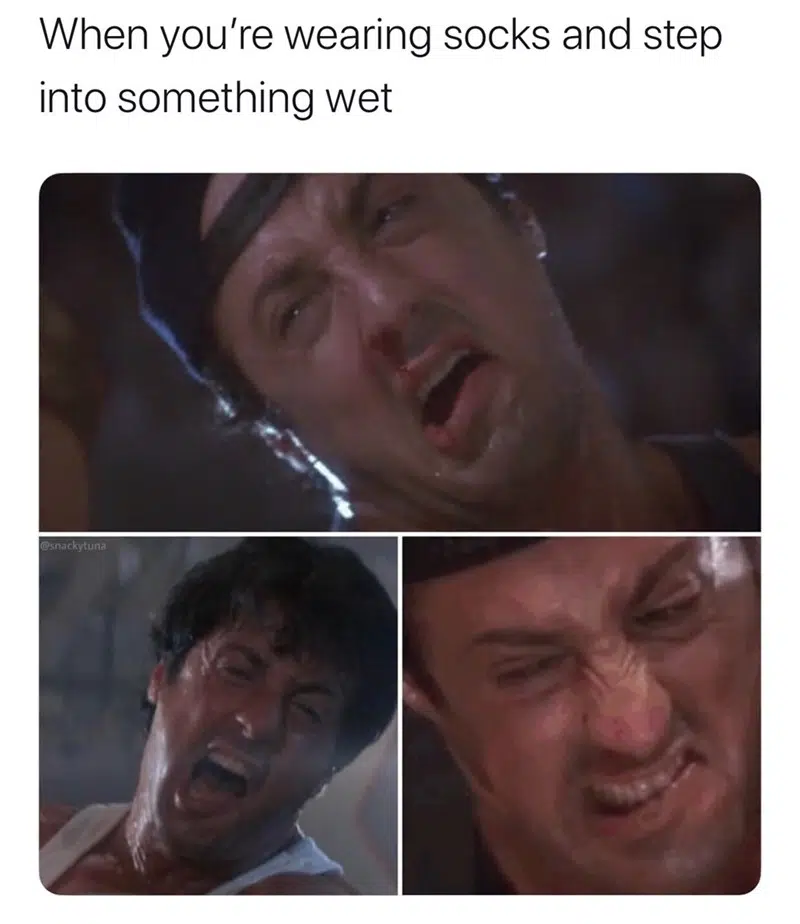 When you’re wearing socks and step
into something wet
@snackytuna